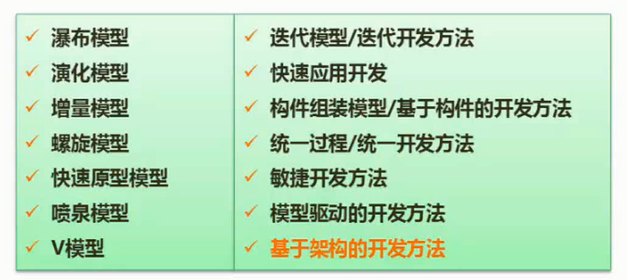 瀑布模型
演化模型
增量模型
螺旋模型
快速原型模型
喷泉模型
V模型
迭代模型/迭代开发方法
快速应用开发
构件组装模型/基于构件的开发方法
统一过程/统一开发方法
敏捷开发方法
模型驱动的开发方法
基于架构的开发方法